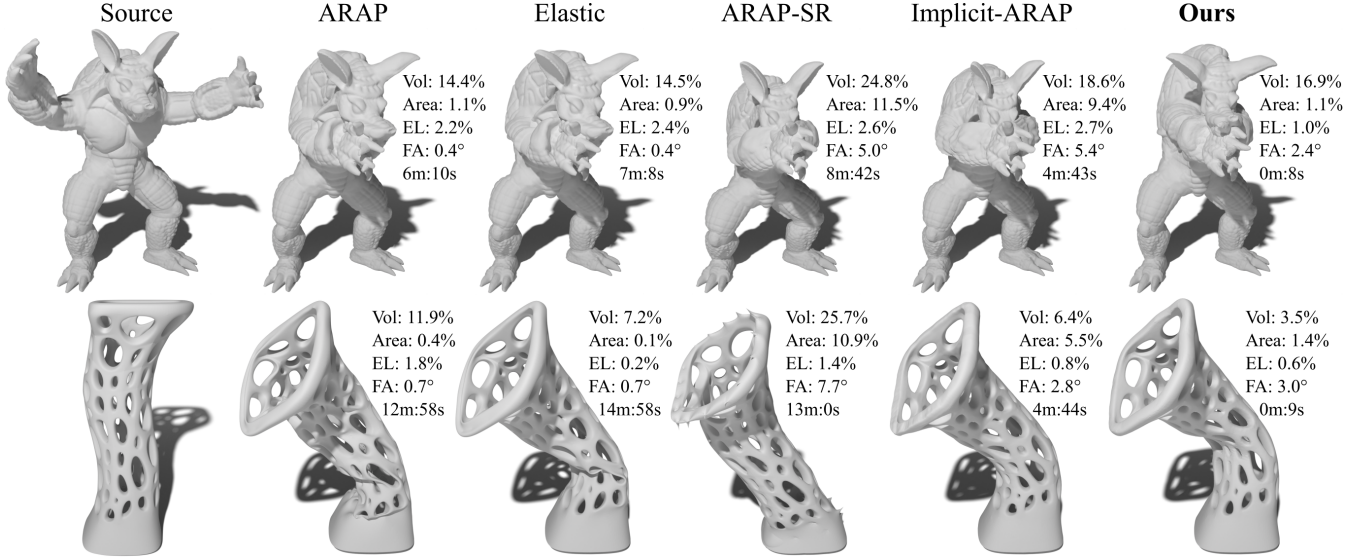 Source
ARAP
Elastic
ARAP-SR
Implicit-ARAP
Ours
Vol: 14.4%
Area: 1.1%
EL: 2.2%
FA: 0.4°
6m:10s
Vol: 14.5%
Area: 0.9%
EL: 2.4%
FA: 0.4°
7m:8s
Vol: 24.8%
Area: 11.5%
EL: 2.6%
FA: 5.0°
8m:42s
Vol: 18.6%
Area: 9.4%
EL: 2.7%
FA: 5.4°
4m:43s
Vol: 16.9%
Area: 1.1%
EL: 1.0%
FA: 2.4°
0m:8s
Vol: 11.9%
Area: 0.4%
EL: 1.8%
FA: 0.7°
12m:58s
Vol: 7.2%
Area: 0.1%
EL: 0.2%
FA: 0.7°
14m:58s
Vol: 25.7%
Area: 10.9%
EL: 1.4%
FA: 7.7°
13m:0s
Vol: 6.4%
Area: 5.5%
EL: 0.8%
FA: 2.8°
4m:44s
Vol: 3.5%
Area: 1.4%
EL: 0.6%
FA: 3.0°
0m:9s